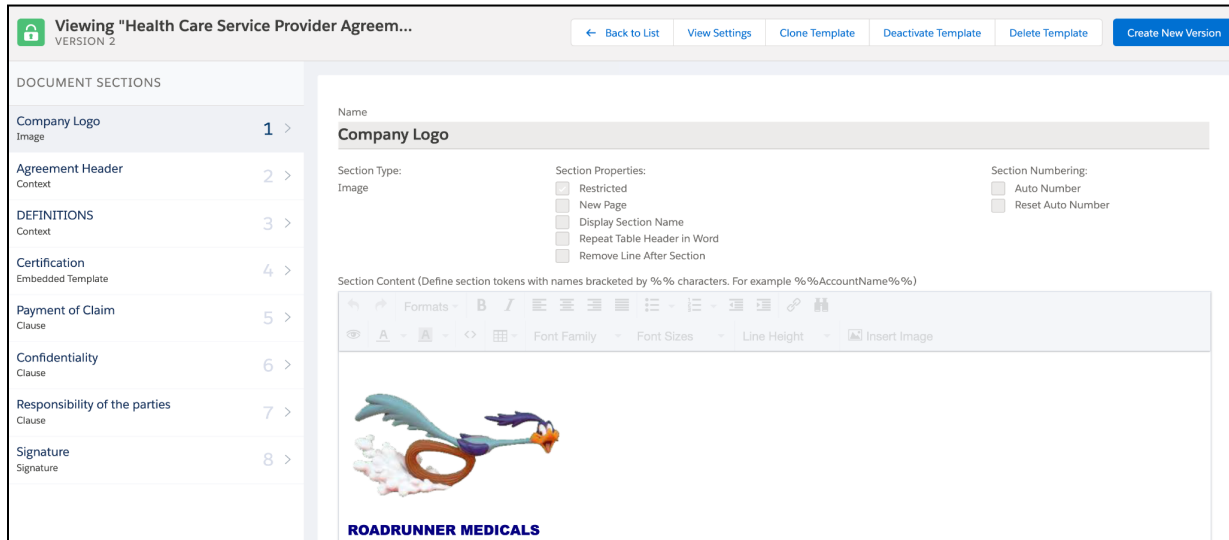 Viewing "Health Care Service Provider Agreem...
VERSION 2
← Back to List View Settings Clone Template Deactivate Template Delete Template Create New Version
DOCUMENT SECTIONS
Company Logo
Image
1 >
Agreement Header
Context
2 >
DEFINITIONS
Context
3 >
Certification
Embedded Template
4 >
Payment of Claim
Clause
5 >
Confidentiality
Clause
6 >
Responsibility of the parties
Clause
7 >
Signature
Signature
8 >
Name
Company Logo
Section Type:
Image
Section Properties:
Restricted
New Page
Display Section Name
Repeat Table Header in Word
Remove Line After Section
Section Numbering:
Auto Number
Reset Auto Number
Section Content (Define section tokens with names bracketed by %% characters. For example %%AccountName%%)
Formats B I
A A <> Font Family Font Sizes Line Height Insert Image
ROADRUNNER MEDICALS